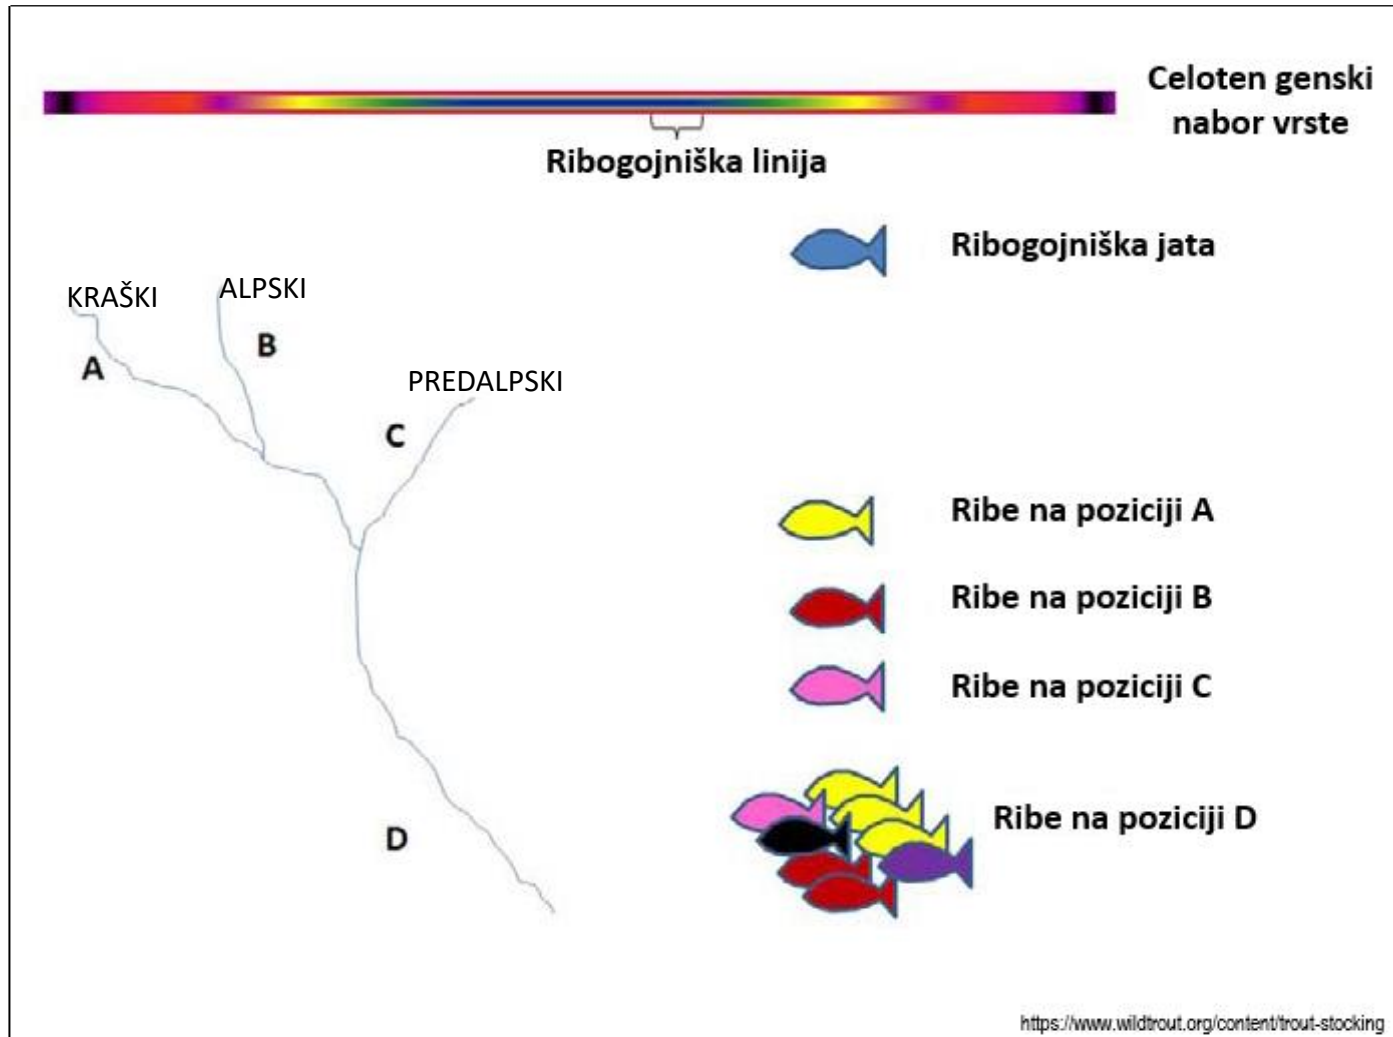 Celoten genski
nabor vrste
Ribogojniška linija
Ribogojniška jata
KRAŠKI
ALPSKI
B
A
PREDALPSKI
C
Ribe na poziciji A
Ribe na poziciji B
Ribe na poziciji C
Ribe na poziciji D
D
https://www.wildtrout.org/content/trout-stocking